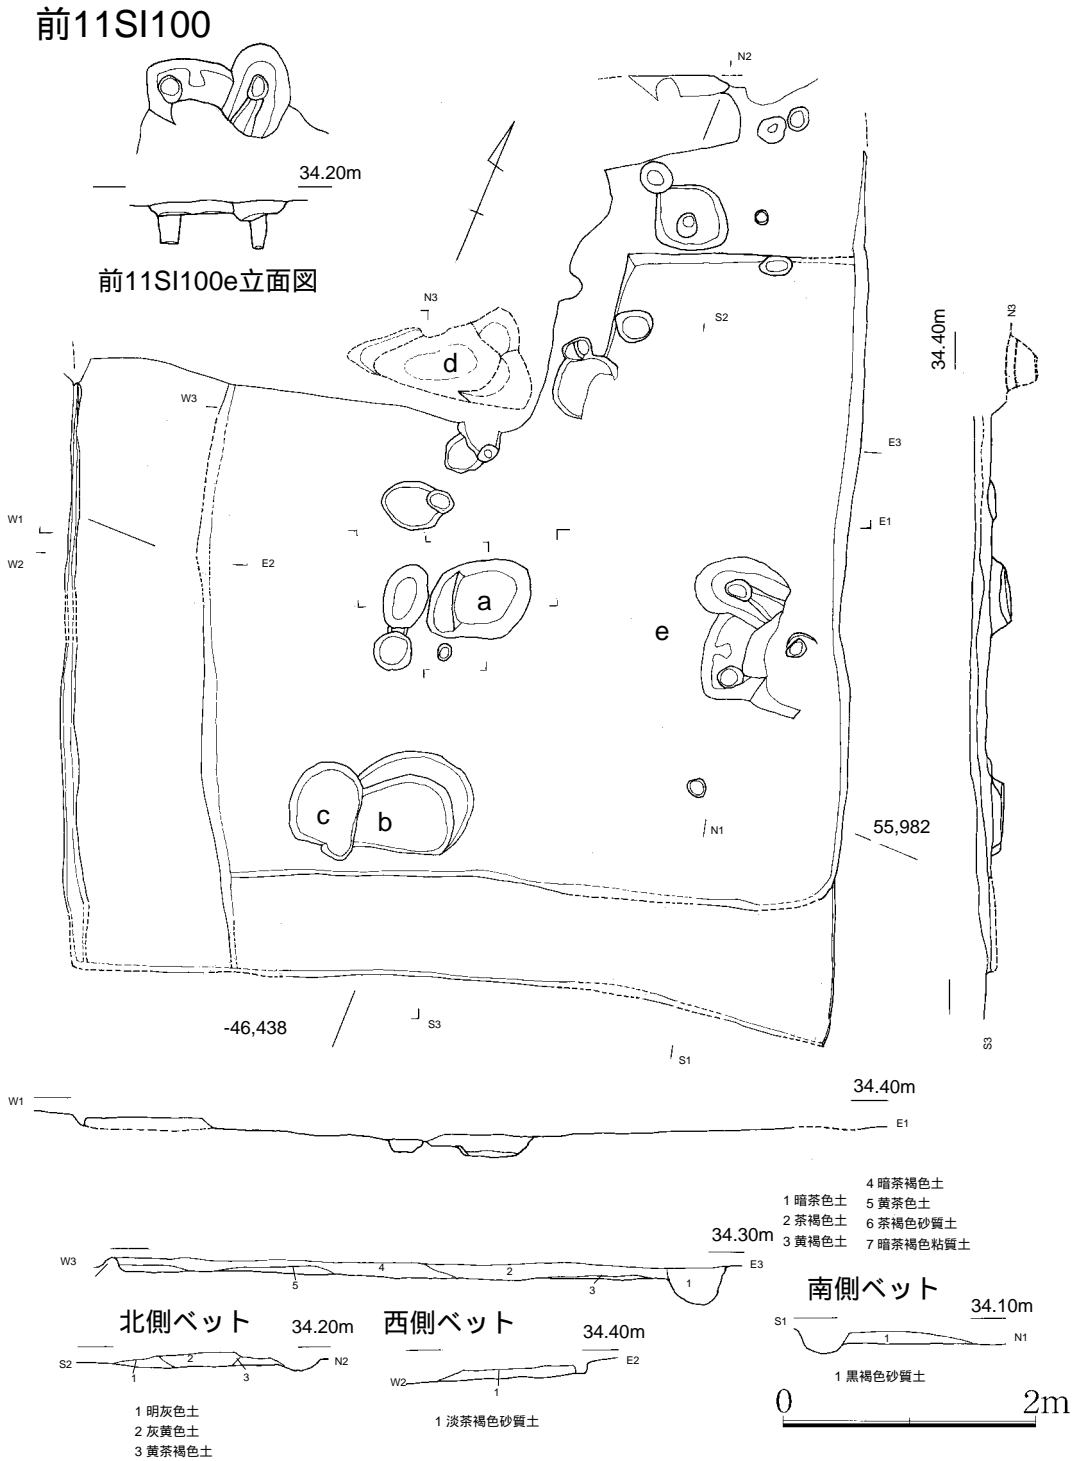 前11SI100
34.20m
前11SI100e立面図
N2
N3
S2
N3
34.40m
d
W3
E3
W1
E1
W2
E2
a
e
c
b
N1
55,982
-46,438
S3
S1
S3
W1
34.40m
E1
4 暗茶褐色土
1 暗茶色土
5 黄茶色土
2 茶褐色土
6 茶褐色砂質土
3 黄褐色土
7 暗茶褐色粘質土
34.30m
W3
4
2
E3
5
3
1
北側ベット
34.20m
西側ベット
34.40m
南側ベット
34.10m
S2
2
N2
1
3
W2
E2
1
S1
1
N1
1 明灰色土
2 灰黄色土
3 黄茶褐色土
1 淡茶褐色砂質土
1 黒褐色砂質土
0
2m